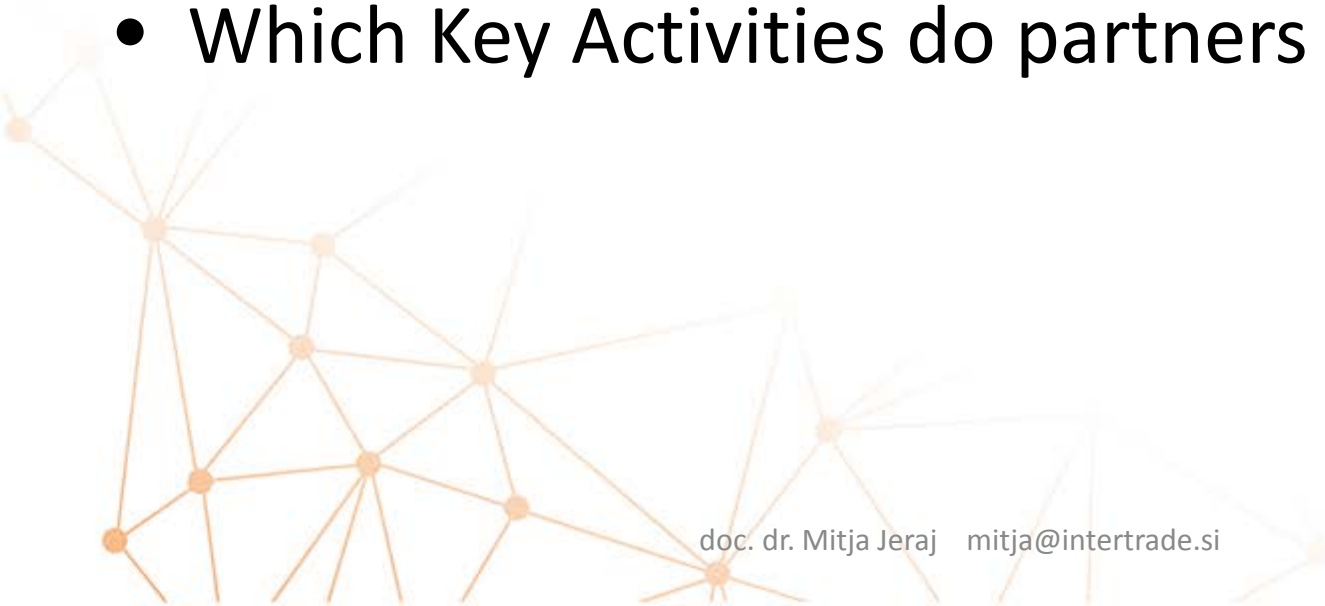 • Which Key Activities do partners
doc. dr. Mitja Jeraj mitja@intertrade.si